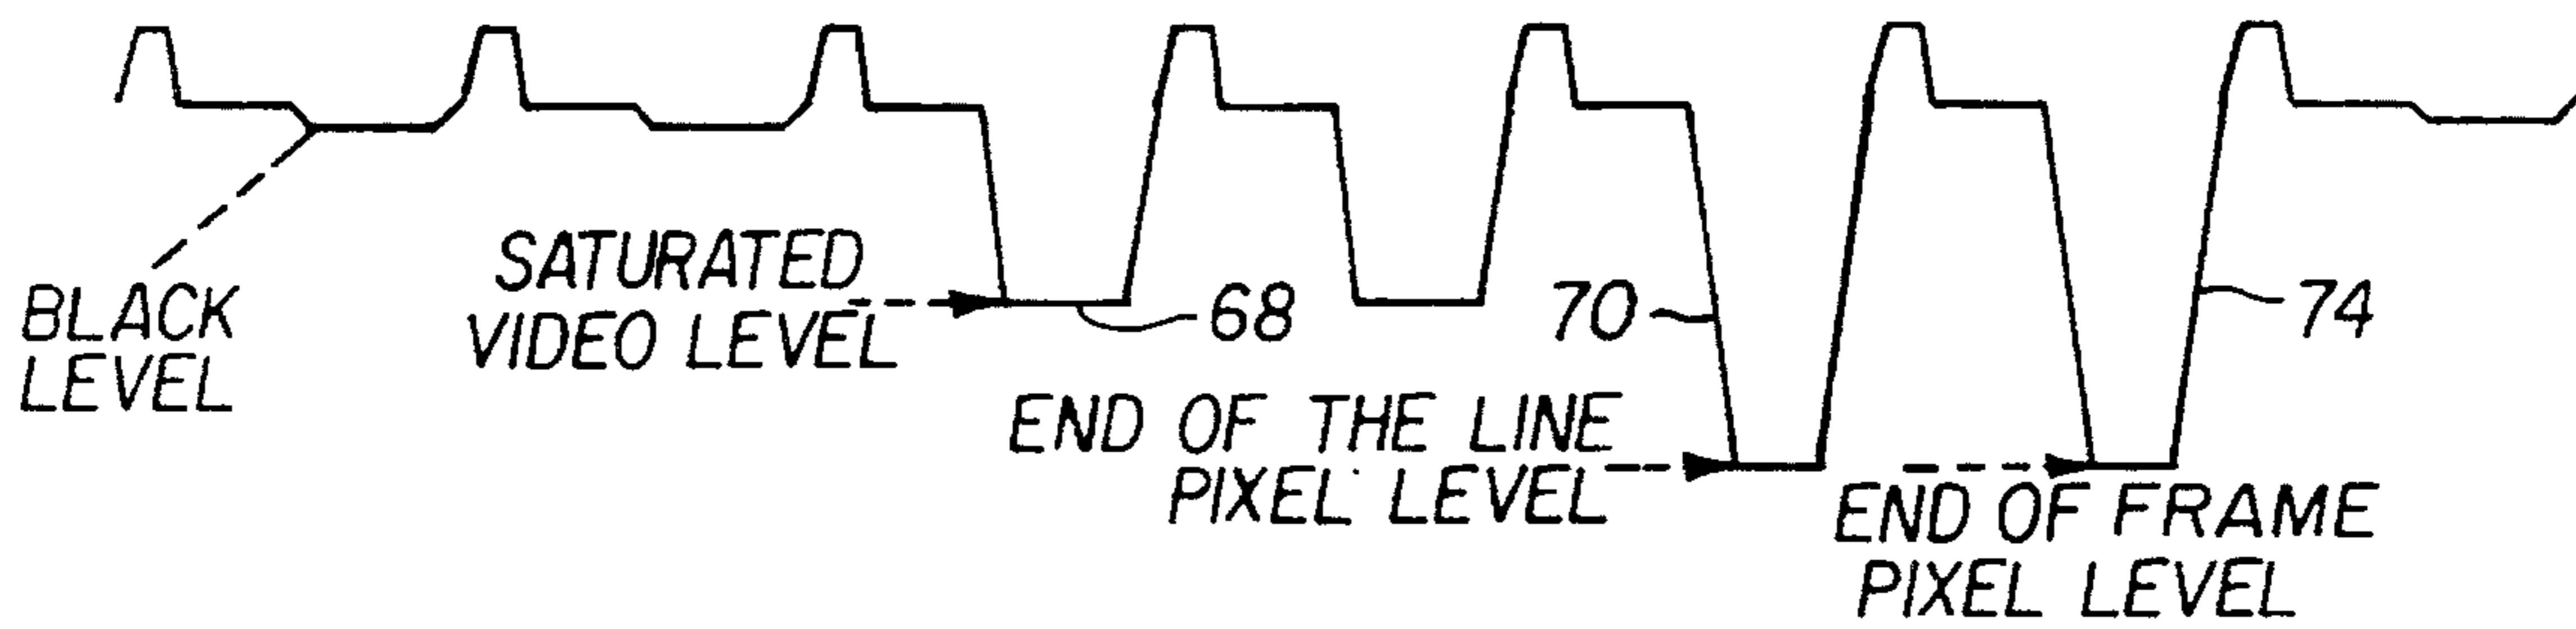 BLACK
LEVEL
SATURATED
VIDEO LEVEL
68
END OF THE LINE
PIXEL LEVEL
70
END OF FRAME
PIXEL LEVEL
74